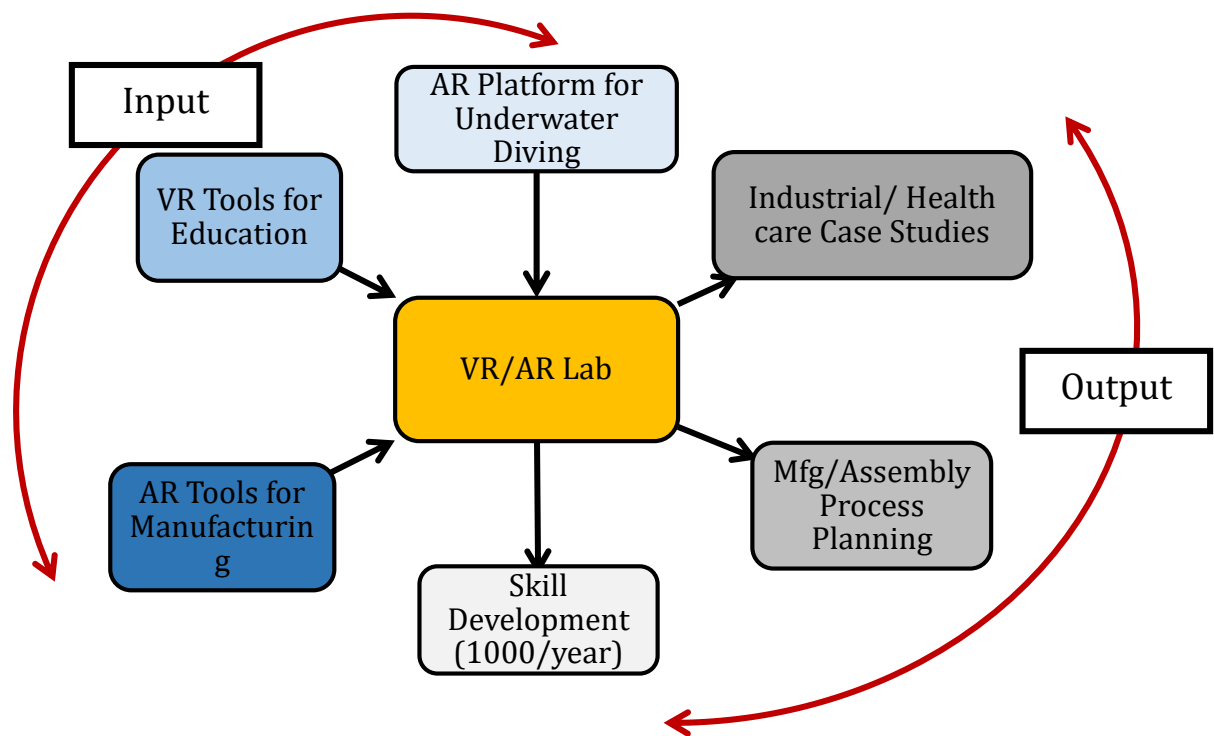 Input
AR Platform for
Underwater
Diving
VR Tools for
Education
Industrial/ Health
care Case Studies
VR/AR Lab
Output
AR Tools for
Manufacturin
g
Mfg/Assembly
Process
Planning
Skill
Development
(1000/year)